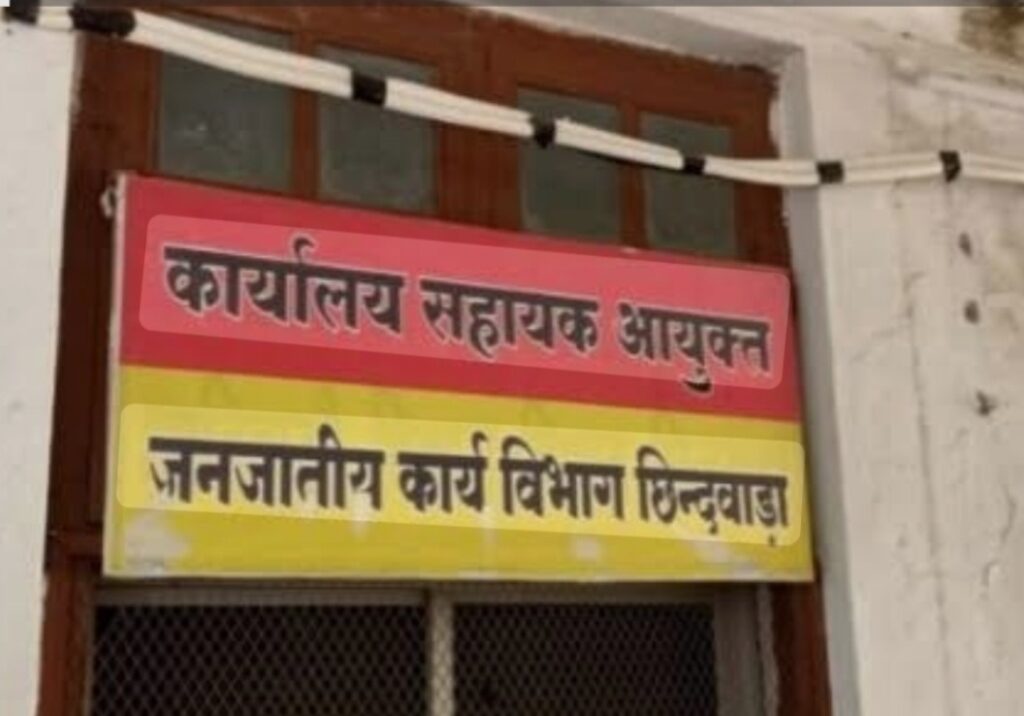 कार्यालय सहायक आयुक्त
जनजातीय कार्य विभाग छिन्दवाड़ा